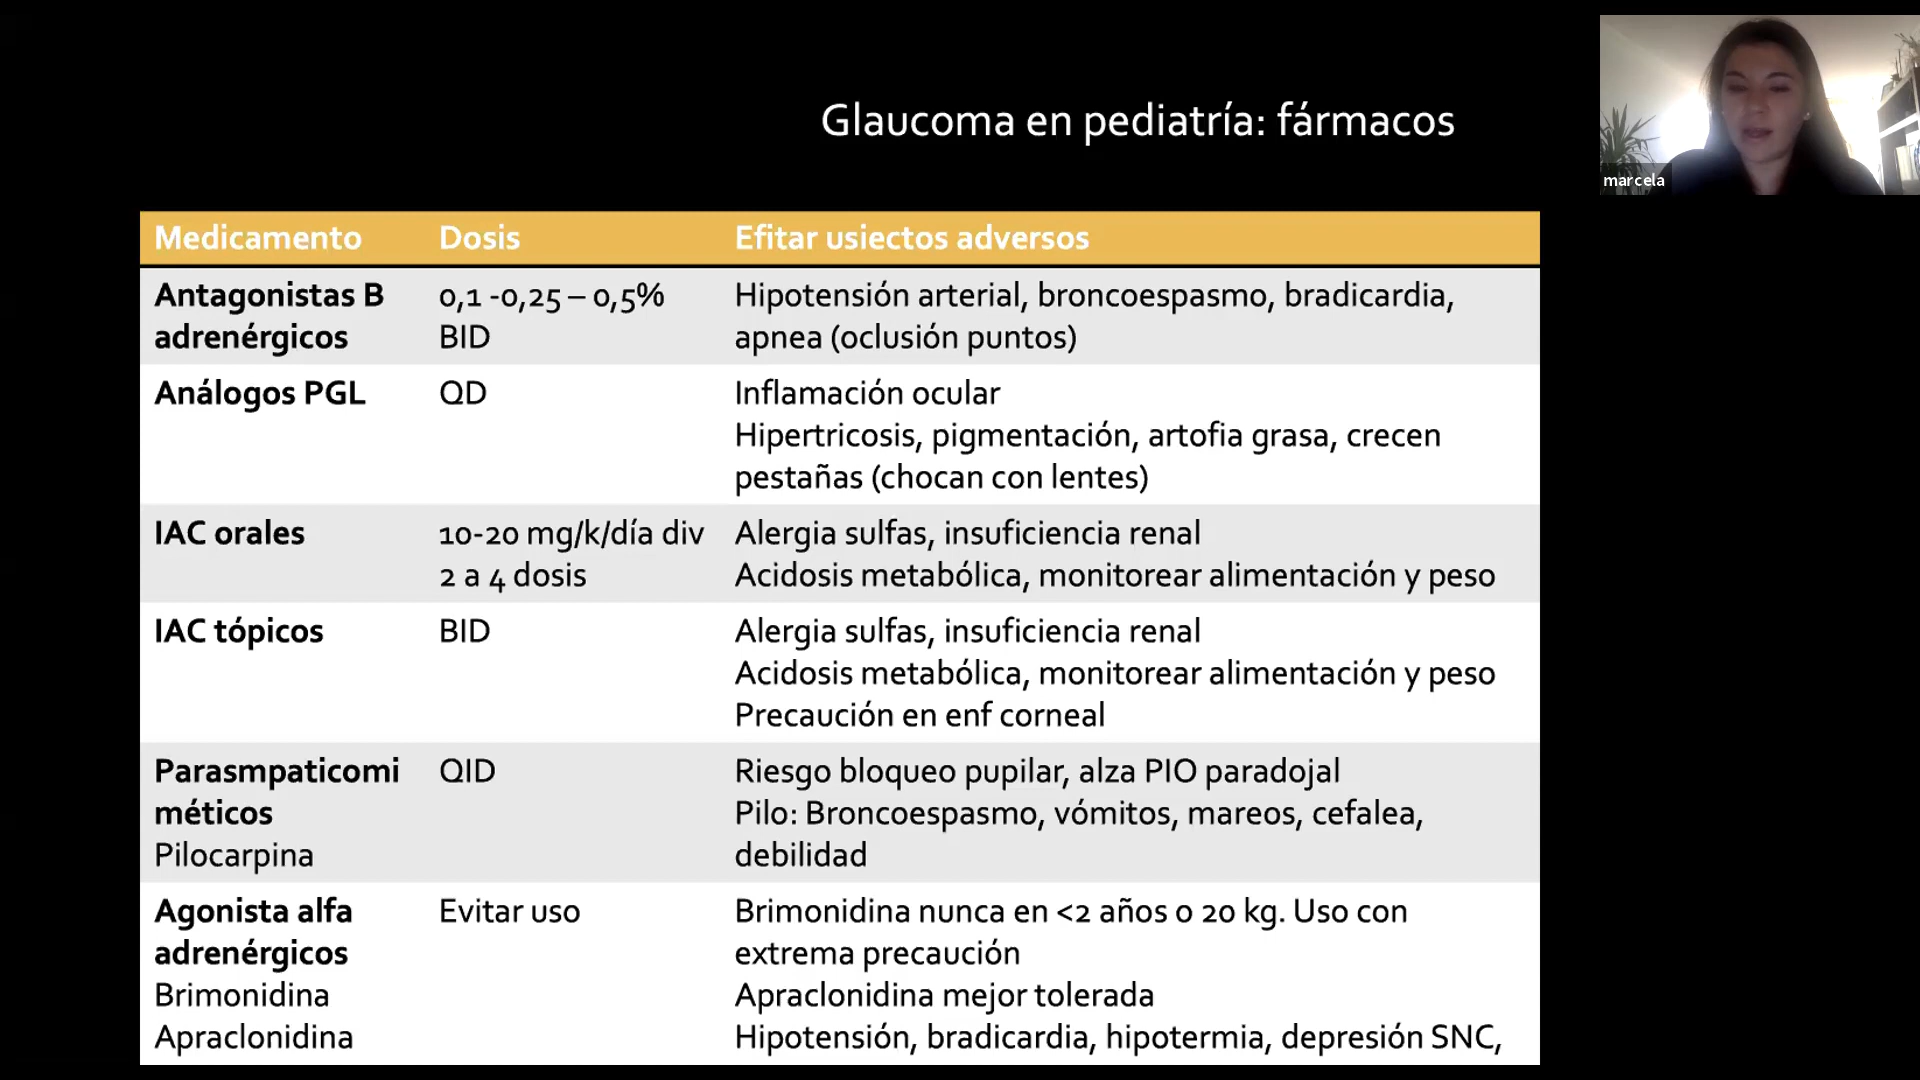 Glaucoma en pediatría: fármacos
marcela
Medicamento Dosis Efitar usiectos adversos
Antagonistas B 0,1 -0,25 – 0,5% Hipotensión arterial, broncoespasmo, bradicardia,
adrenérgicos BID apnea (oclusión puntos)
Análogos PGL QD Inflamación ocular
Hipertricosis, pigmentación, artofia grasa, crecen
pestañas (chocan con lentes)
IAC orales 10-20 mg/k/día div Alergia sulfas, insuficiencia renal
2 a 4 dosis Acidosis metabólica, monitorear alimentación y peso
IAC tópicos BID Alergia sulfas, insuficiencia renal
Acidosis metabólica, monitorear alimentación y peso
Precaución en enf corneal
Parasmpaticomi QID Riesgo bloqueo pupilar, alza PIO paradojal
méticos Pilo: Broncoespasmo, vómitos, mareos, cefalea,
Pilocarpina debilidad
Agonista alfa Evitar uso Brimonidina nunca en <2 años o 20 kg. Uso con
adrenérgicos extrema precaución
Brimonidina Apraclonidina mejor tolerada
Apraclonidina Hipotensión, bradicardia, hipotermia, depresión SNC,